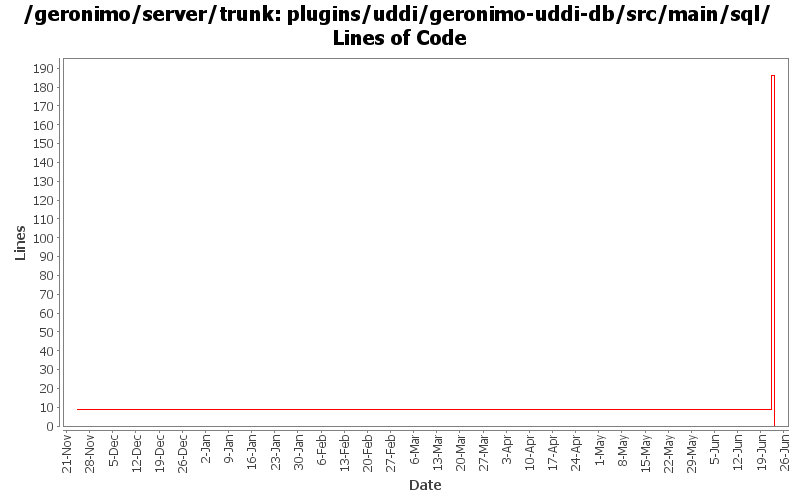 /geronimo/server/trunk: plugins/uddi/geronimo-uddi-db/src/main/sql/
Lines of Code
190
180
170
160
150
140
130
120
110
100
90
80
70
60
50
40
30
20
10
0
Lines
21-Nov
28-Nov
5-Dec
12-Dec
19-Dec
26-Dec
2-Jan
9-Jan
16-Jan
23-Jan
30-Jan
6-Feb
13-Feb
20-Feb
27-Feb
6-Mar
13-Mar
20-Mar
27-Mar
3-Apr
10-Apr
17-Apr
24-Apr
1-May
8-May
15-May
22-May
29-May
5-Jun
12-Jun
19-Jun
26-Jun
Date